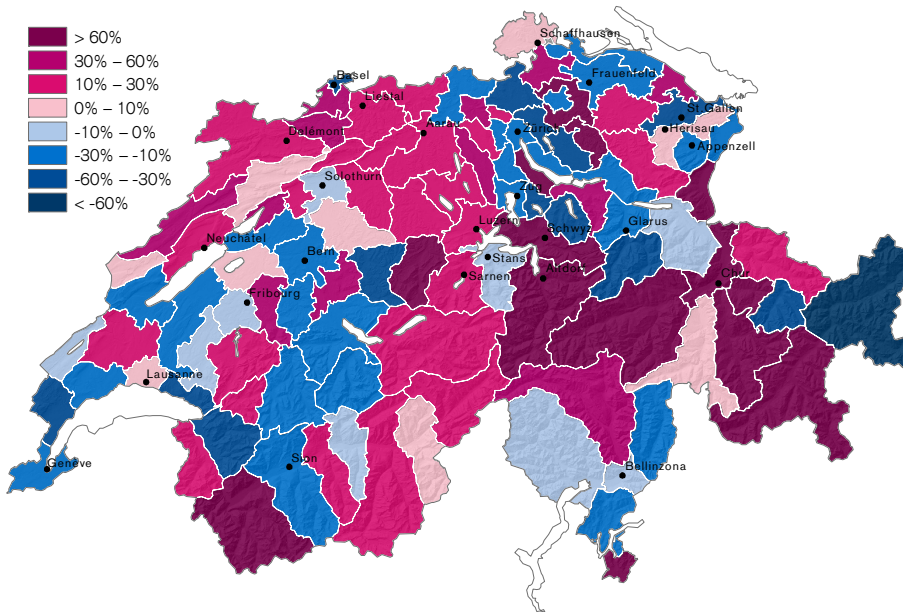 > 60%
30% – 60%
10% – 30%
0% – 10%
-10% – 0%
-30% – -10%
-60% – -30%
< -60%
Schaffhausen
Basel
Frauenfeld
Liestal
St.Gallen
Aarau
Zürich
Herisau
Delémont
Appenzell
Solothurn
Zug
Luzern
Glarus
Schwyz
Neuchâtel
Bern
Stans
Sarnen
Altdorf
Chur
Fribourg
Lausanne
Genève
Sion
Bellinzona